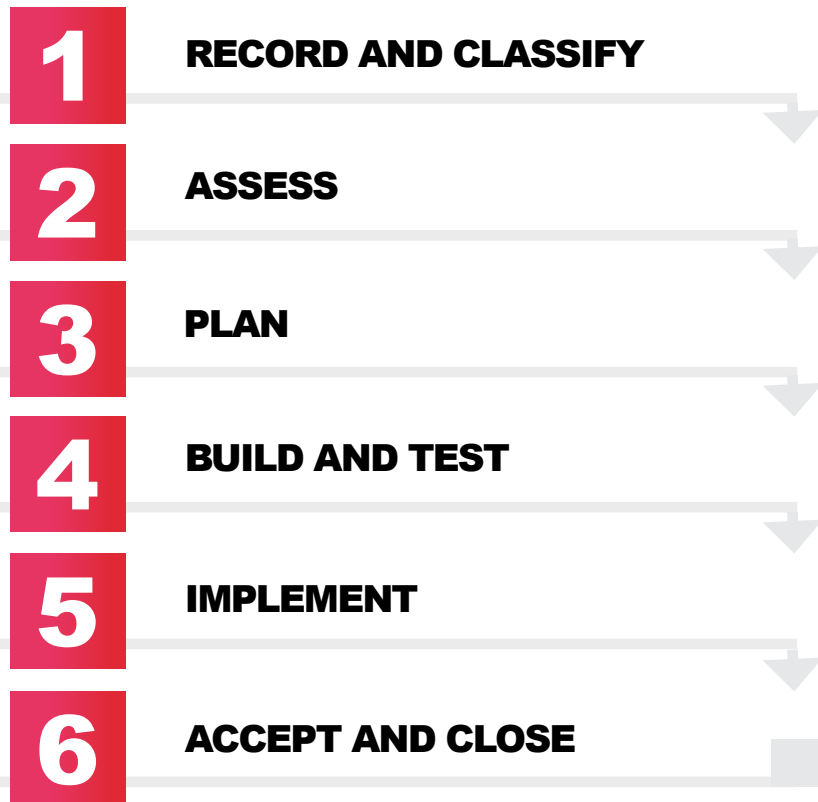 1 RECORD AND CLASSIFY
2 ASSESS
3 PLAN
4 BUILD AND TEST
5 IMPLEMENT
6 ACCEPT AND CLOSE